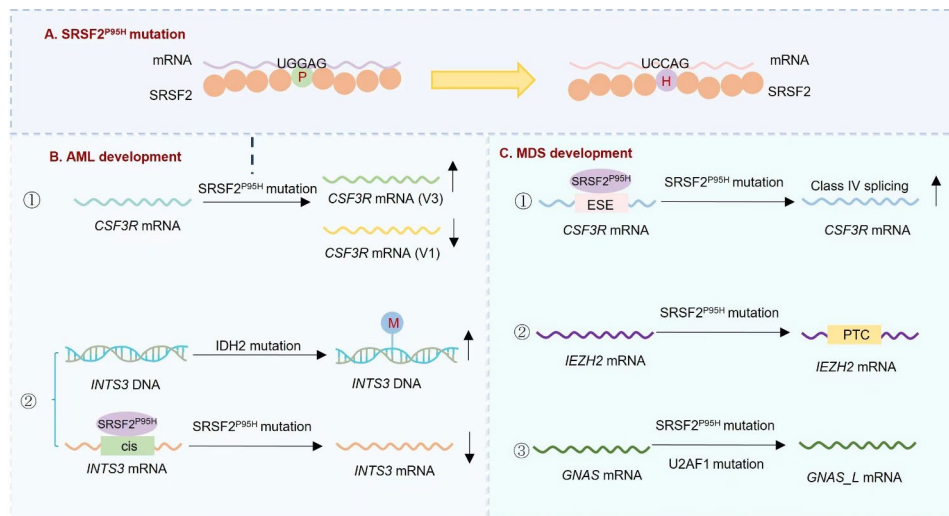 A. SRSF2P95H mutation
mRNA
UGGAG
P
SRSF2
UCCAG
H
mRNA
SRSF2
B. AML development
①
CSF3R mRNA
SRSF2P95H mutation
CSF3R mRNA (V3)
CSF3R mRNA (V1)
②
INTS3 DNA
IDH2 mutation
M
INTS3 DNA
SRSF2P95H
cis
INTS3 mRNA
SRSF2P95H mutation
INTS3 mRNA
C. MDS development
①
SRSF2P95H
ESE
CSF3R mRNA
SRSF2P95H mutation
Class IV splicing
CSF3R mRNA
②
IEZH2 mRNA
SRSF2P95H mutation
PTC
IEZH2 mRNA
③
GNAS mRNA
SRSF2P95H mutation
U2AF1 mutation
GNAS_L mRNA